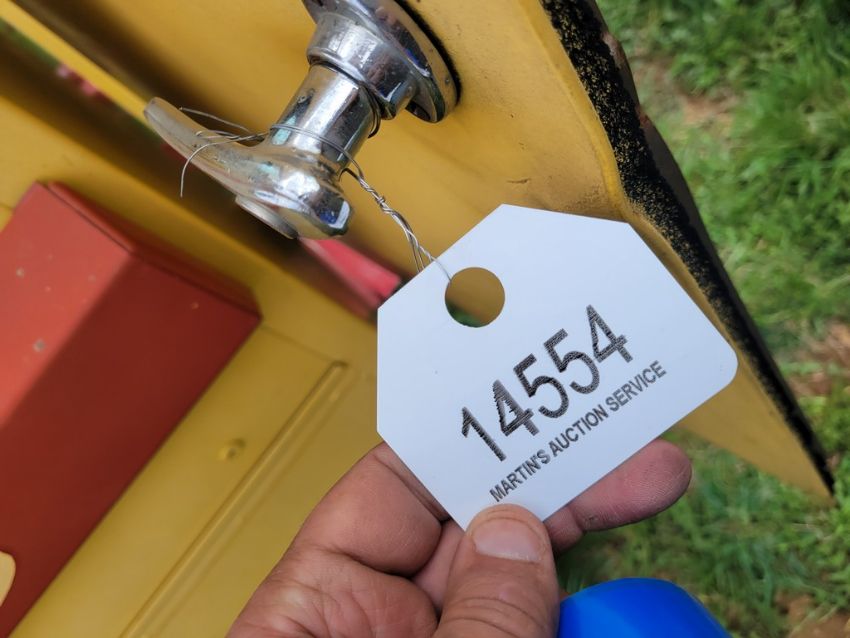 14554
MARTIN'S AUCTION SERVICE